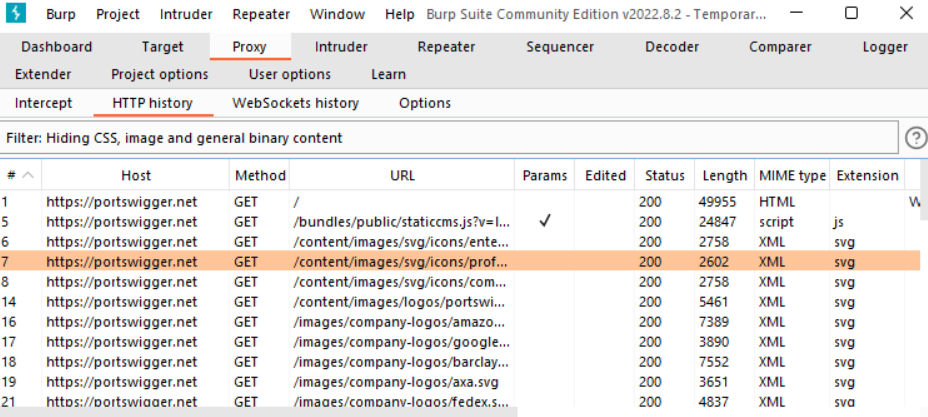 Burp Project Intruder Repeater Window Help Burp Suite Community Edition v2022.8.2 - Temporar...
Dashboard Target Proxy Intruder Repeater Sequencer Decoder Comparer Logger
Extender Project options User options Learn
Intercept HTTP history WebSockets history Options
Filter: Hiding CSS, image and general binary content ?
# Host Method URL Params Edited Status Length MIME type Extension
1 https://portswigger.net GET / 200 49955 HTML W
5 https://portswigger.net GET /bundles/public/staticcms.js?v=l... ✓ 200 24847 script js
6 https://portswigger.net GET /content/images/svg/icons/ente... 200 2758 XML svg
7 https://portswigger.net GET /content/images/svg/icons/prof... 200 2602 XML svg
8 https://portswigger.net GET /content/images/svg/icons/com... 200 2758 XML svg
14 https://portswigger.net GET /content/images/logos/portswi... 200 5461 XML svg
16 https://portswigger.net GET /images/company-logos/amazo... 200 7389 XML svg
17 https://portswigger.net GET /images/company-logos/google... 200 3890 XML svg
18 https://portswigger.net GET /images/company-logos/barclay... 200 7552 XML svg
19 https://portswigger.net GET /images/company-logos/axa.svg 200 3651 XML svg
21 https://portswigger.net GET /images/company-logos/fedex.s... 200 4837 XML svg